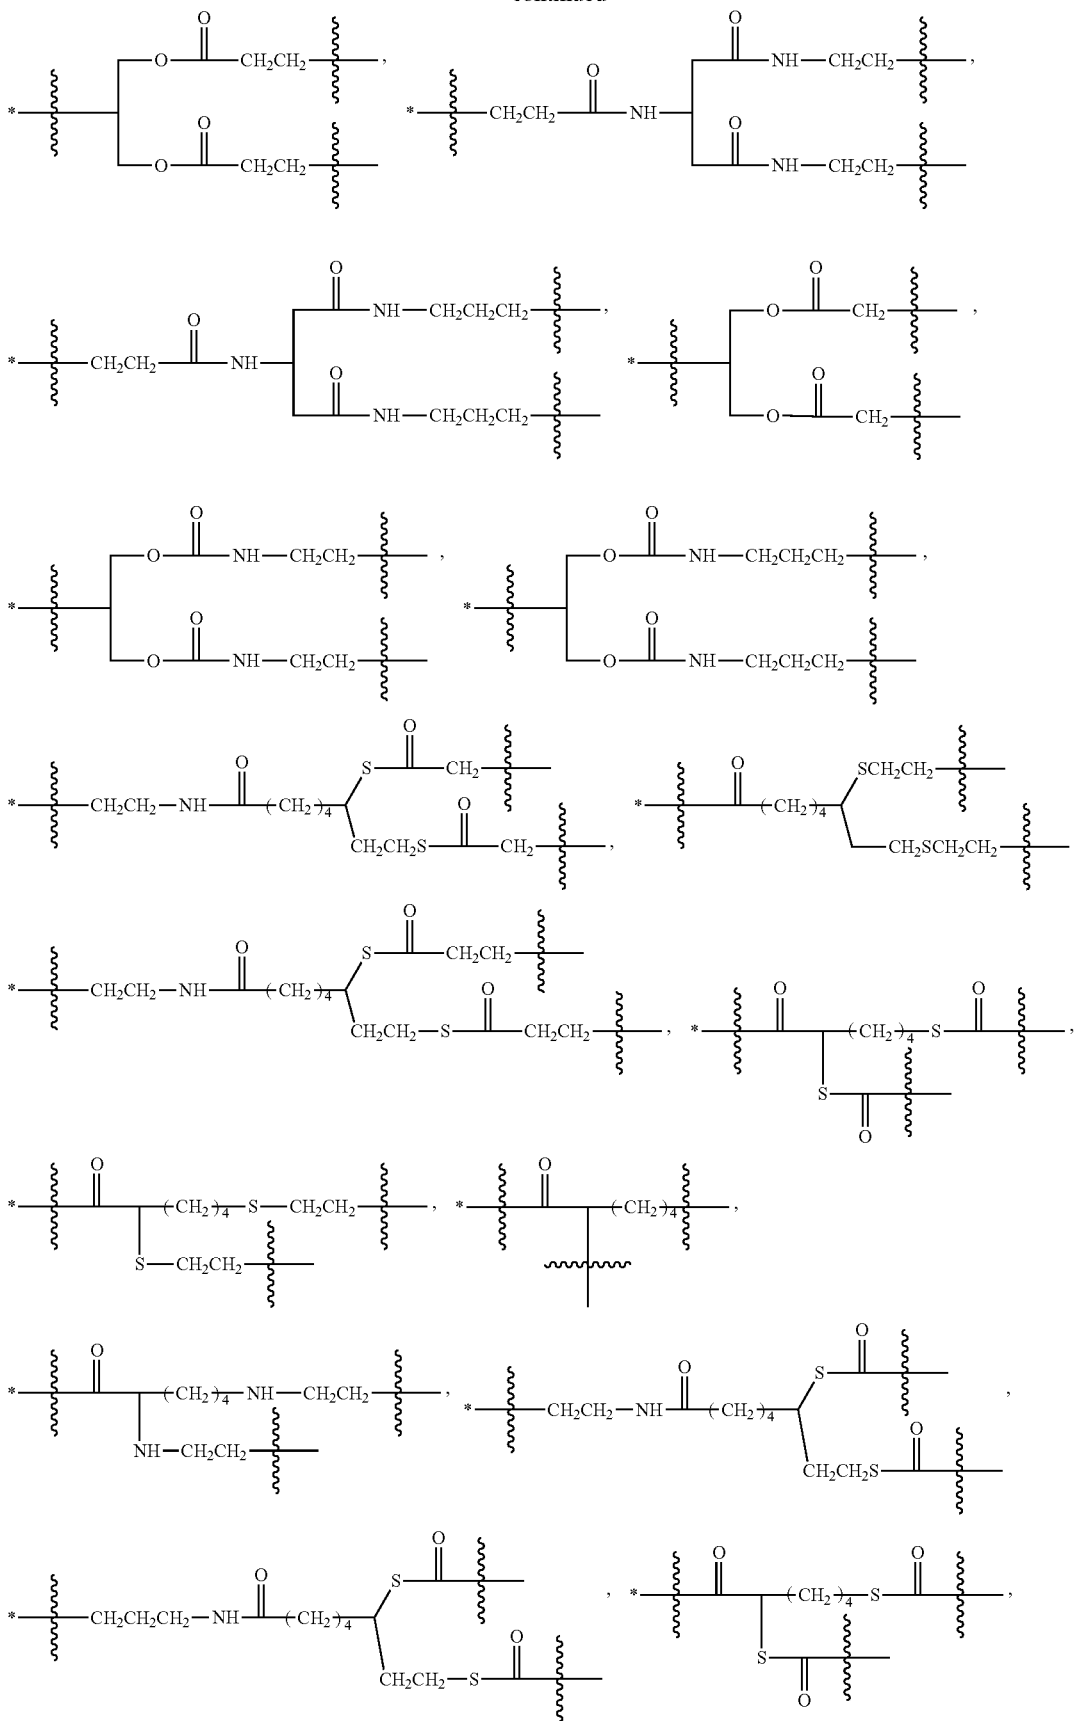 O O
O CH₂CH₂ , NH CH₂CH₂ ,
O
* * CH₂CH₂ NH
O O
O CH₂CH₂ NH CH₂CH₂
O O
NH CH₂CH₂CH₂ , O CH₂ ,
O
* CH₂CH₂ NH *
O O
NH CH₂CH₂CH₂ O CH₂
O O
O NH CH₂CH₂ , O NH CH₂CH₂CH₂ ,
* *
O O
O NH CH₂CH₂ O NH CH₂CH₂CH₂
O
O S CH₂ O SCH₂CH₂
* CH₂CH₂ NH (CH₂)₄ O * (CH₂)₄
CH₂CH₂S CH₂ , CH₂SCH₂CH₂
O
O S CH₂CH₂
* CH₂CH₂ NH (CH₂)₄ O O O
CH₂CH₂ S CH₂CH₂ , * (CH₂)₄ S ,
S
O
O O
* (CH₂)₄ S CH₂CH₂ , * (CH₂)₄ ,
S CH₂CH₂
O O
O S
* (CH₂)₄ NH CH₂CH₂ , * CH₂CH₂ NH (CH₂)₄ ,
O
NH CH₂CH₂ CH₂CH₂S
O O O
O S
* CH₂CH₂CH₂ NH (CH₂)₄ , * (CH₂)₄ S ,
O
CH₂CH₂ S S
O